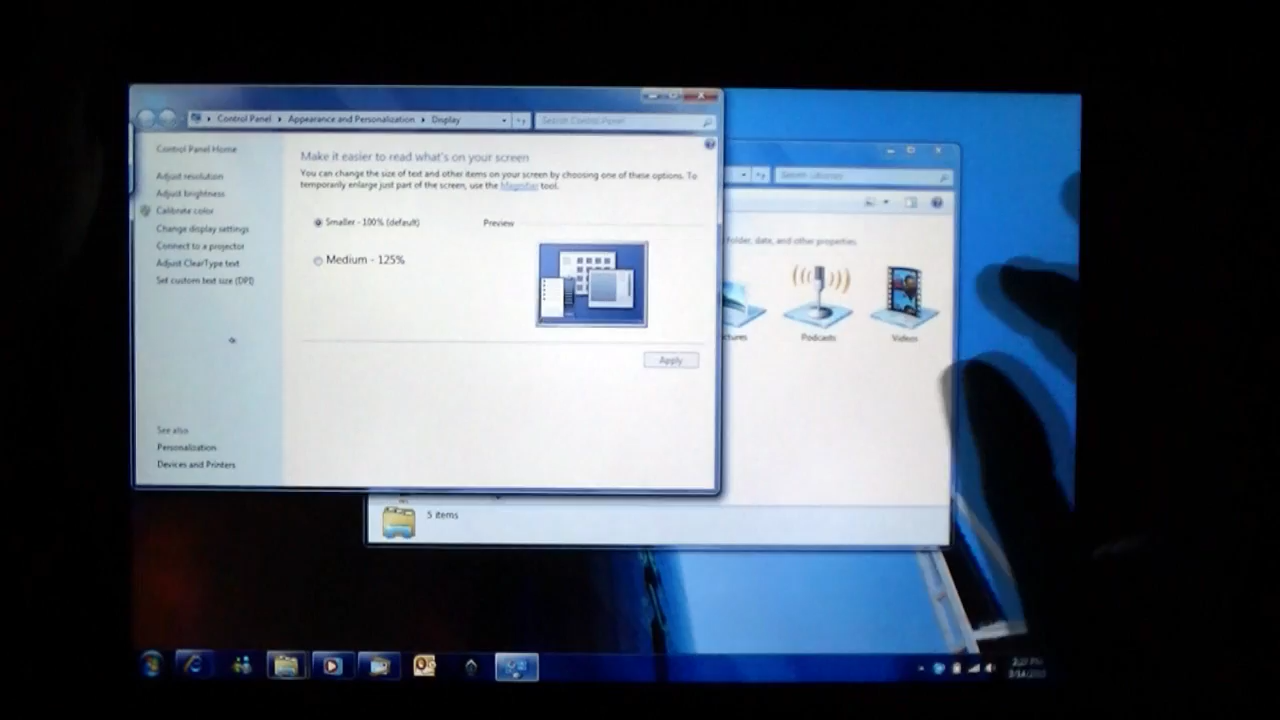 Control Panel Appearance and Personalization Display
Search Control Panel
Control Panel Home
Adjust resolution
Adjust brightness
Calibrate color
Change display settings
Connect to a projector
Adjust ClearType text
Set custom text size (DPI)
See also
Personalization
Devices and Printers
Make it easier to read what's on your screen
You can change the size of text and other items on your screen by choosing one of these options. To
temporarily enlarge just part of the screen, use the Magnifier tool.
Smaller - 100% (default)
Preview
Medium - 125%
Apply
Search Libraries
folder, date, and other properties.
ctures
Podcasts
Videos
5 items